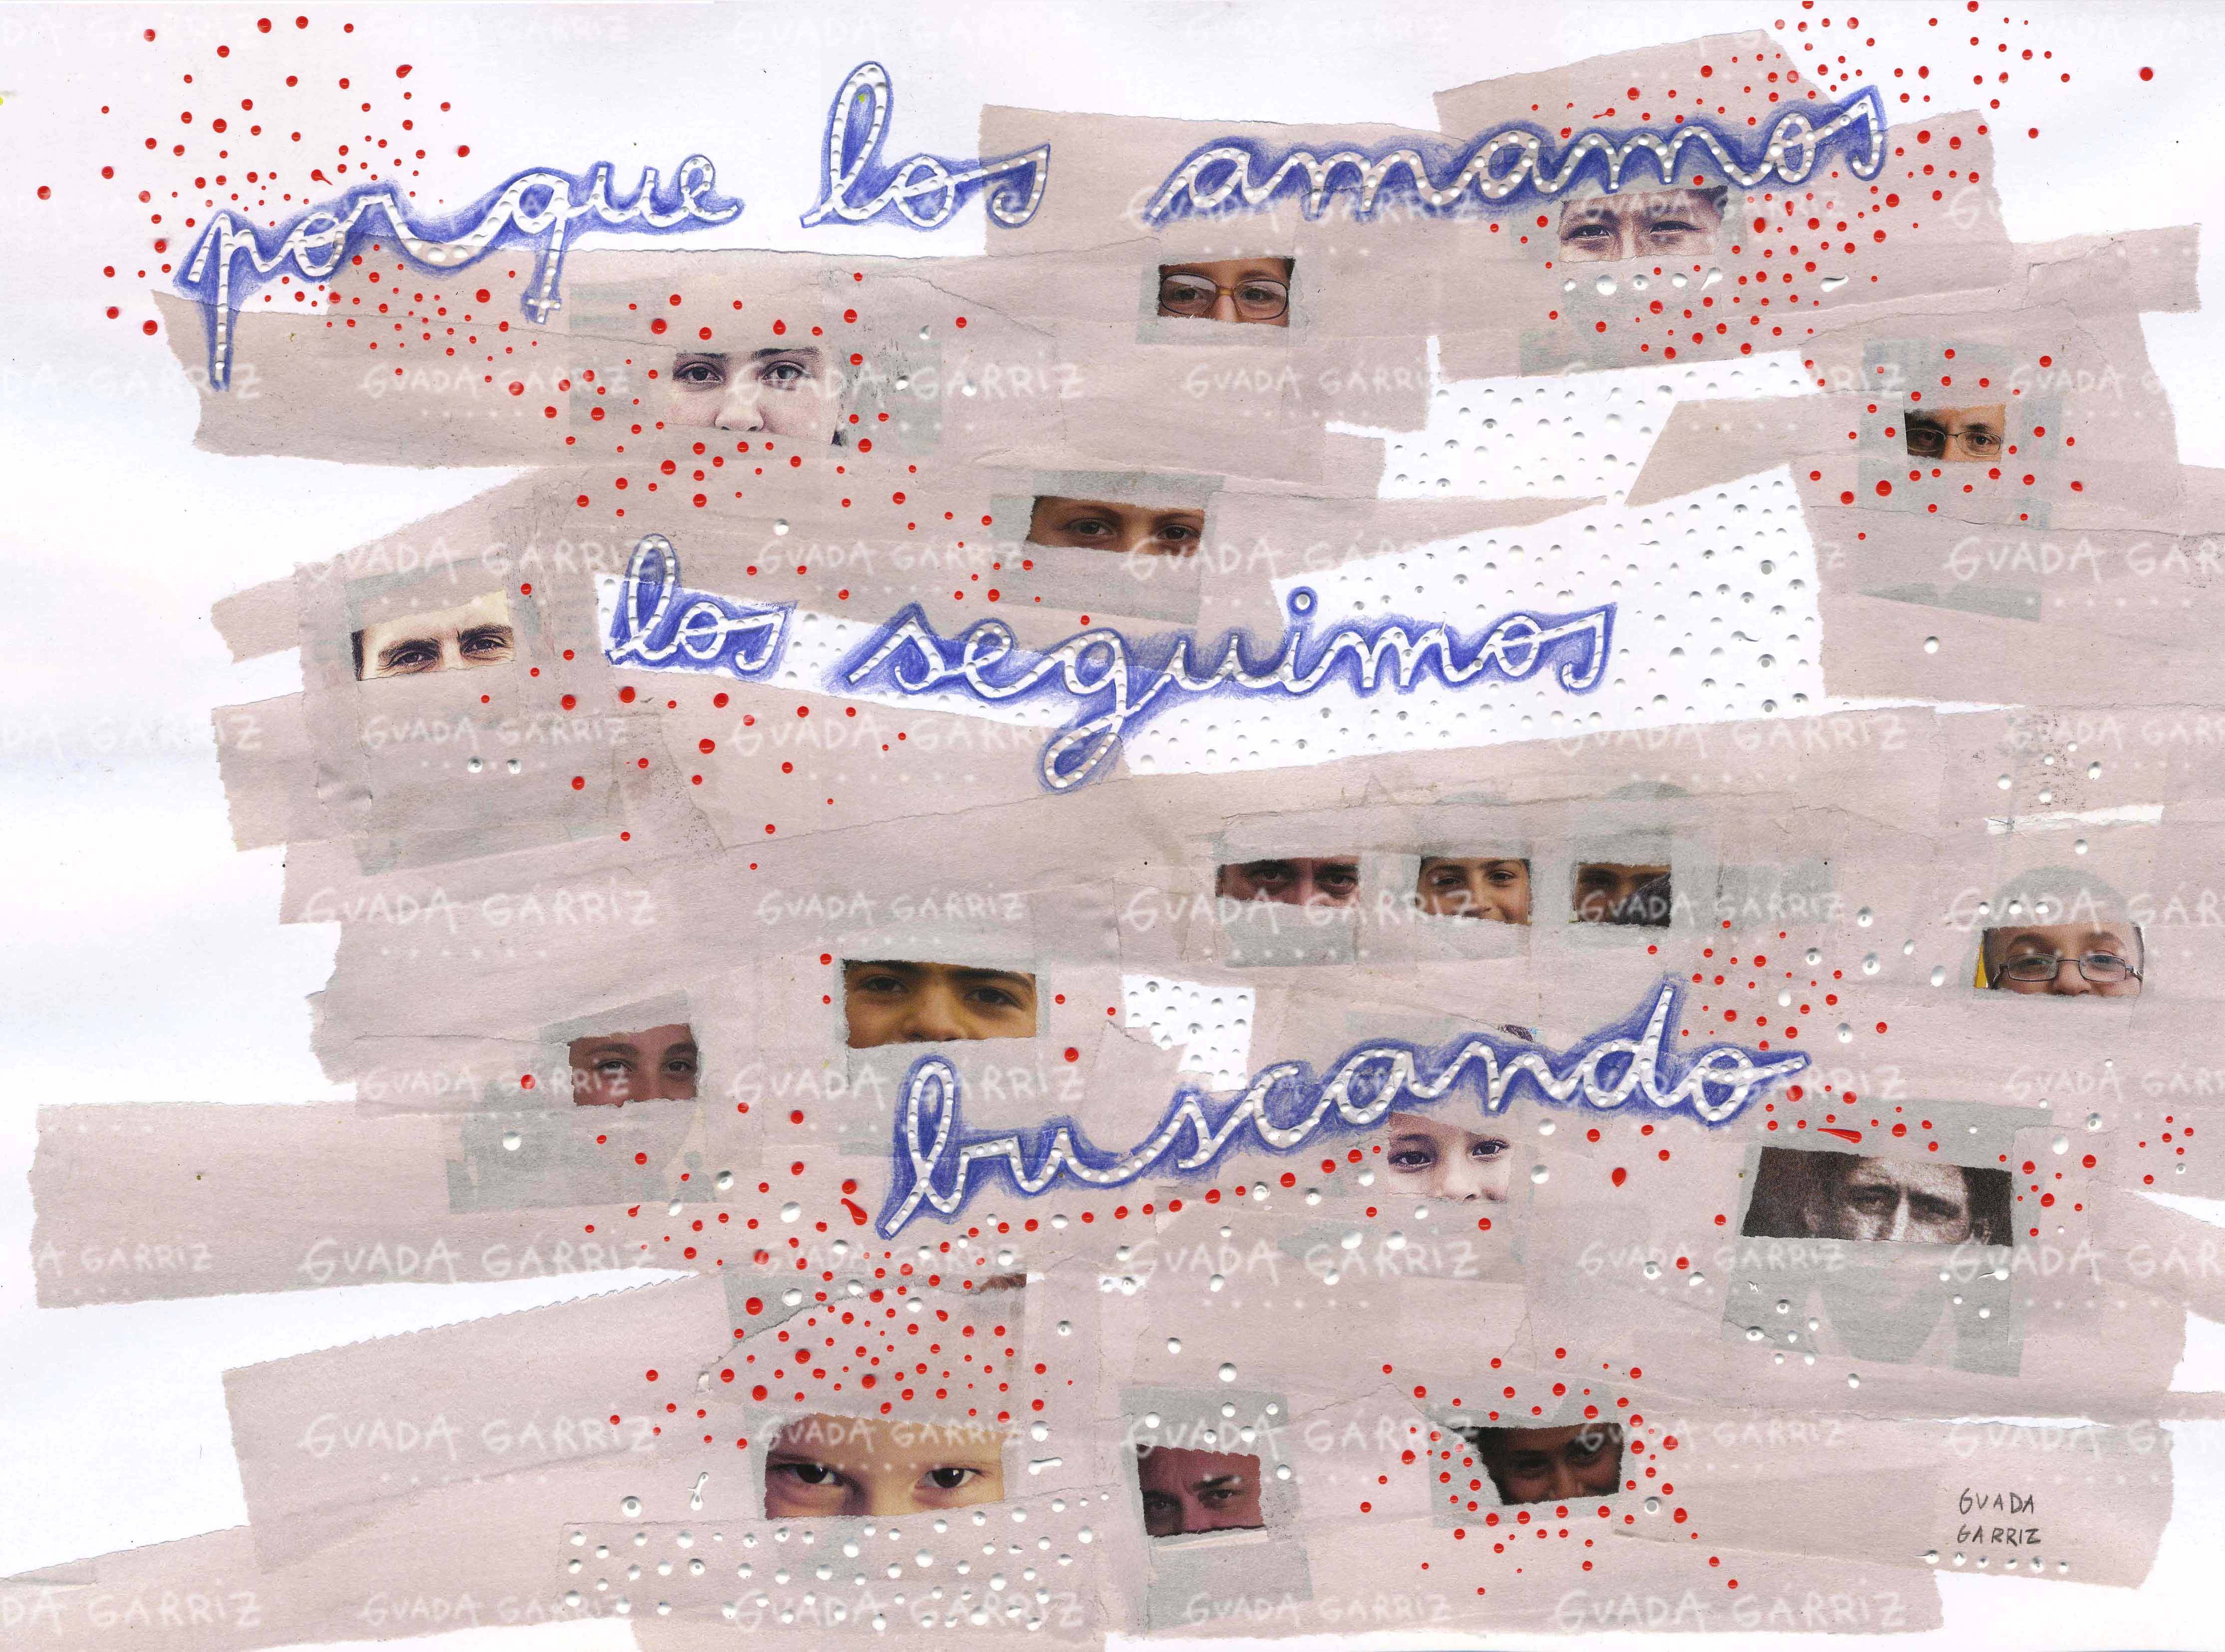 porque los amamos
los seguimos
buscando
GUADA
GARRIZ